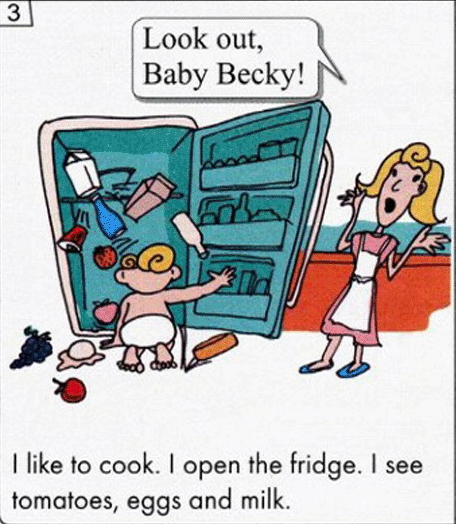 3
Look out,
Baby Becky!
I like to cook. I open the fridge. I see
tomatoes, eggs and milk.